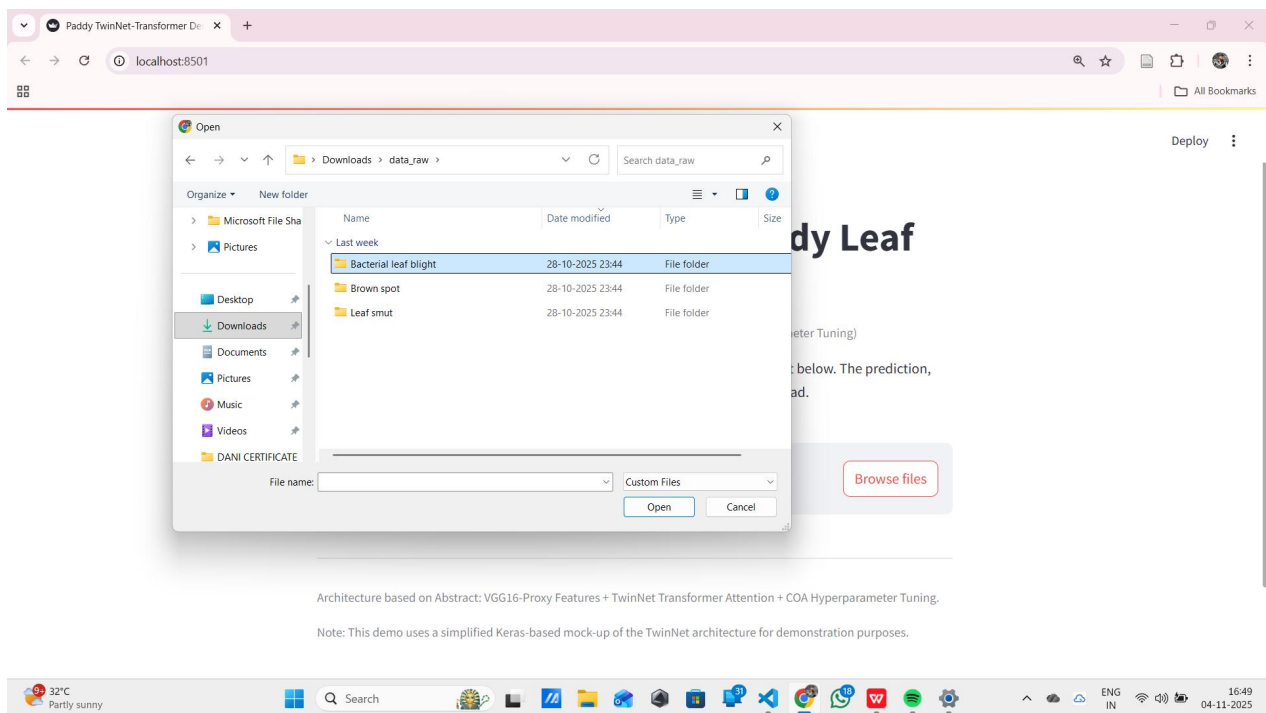 Paddy TwinNet-Transformer De
localhost:8501
All Bookmarks
Deploy
Open
Downloads > data_raw >
Search data_raw
Organize
New folder
Name
Date modified
Type
Size
Microsoft File Sha
Pictures
Last week
Bacterial leaf blight 28-10-2025 23:44 File folder
Brown spot 28-10-2025 23:44 File folder
Leaf smut 28-10-2025 23:44 File folder
Desktop
Downloads
Documents
Pictures
Music
Videos
DANI CERTIFICATE
File name:
Custom Files
Open
Cancel
dy Leaf
eter Tuning)
below. The prediction,
ad.
Browse files
Architecture based on Abstract: VGG16-Proxy Features + TwinNet Transformer Attention + COA Hyperparameter Tuning.
Note: This demo uses a simplified Keras-based mock-up of the TwinNet architecture for demonstration purposes.
9+
32°C
Partly sunny
Search
31
18
ENG
IN
16:49
04-11-2025